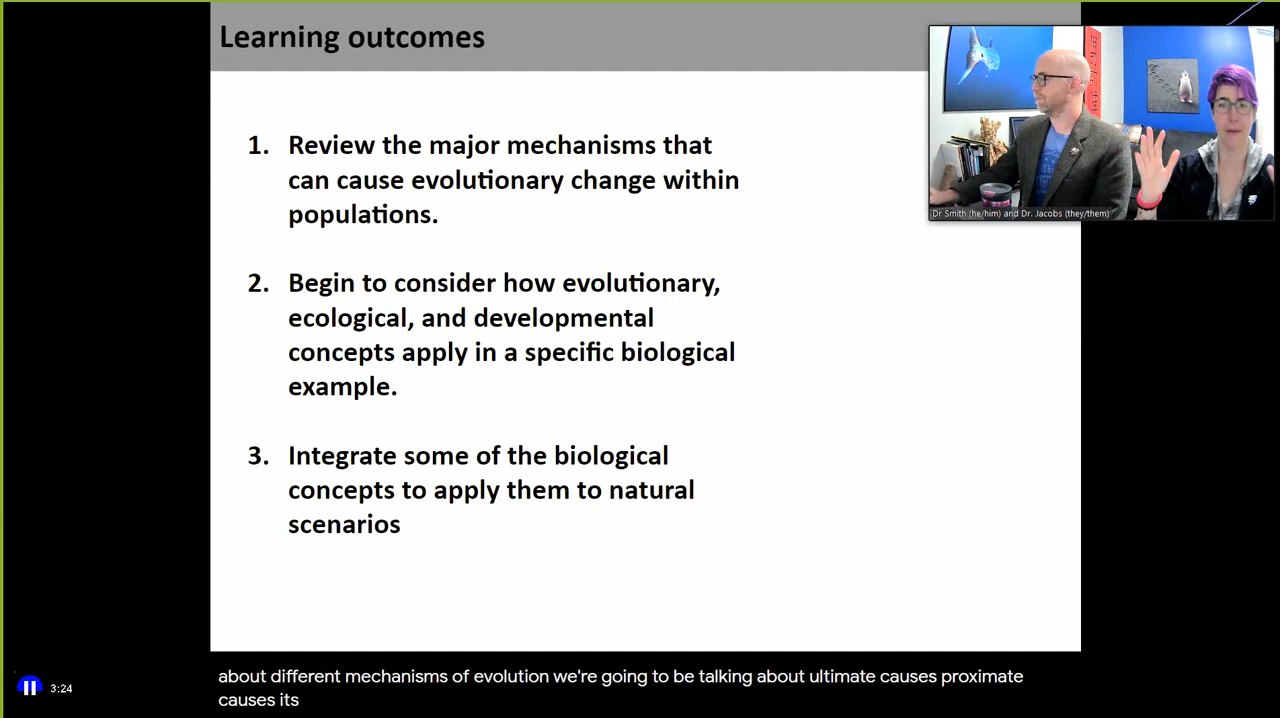 Learning outcomes
1. Review the major mechanisms that
can cause evolutionary change within
populations.
2. Begin to consider how evolutionary,
ecological, and developmental
concepts apply in a specific biological
example.
3. Integrate some of the biological
concepts to apply them to natural
scenarios
Dr Smith (he/him) and Dr. Jacobs (they/them)
about different mechanisms of evolution we're going to be talking about ultimate causes proximate
causes its
3:24